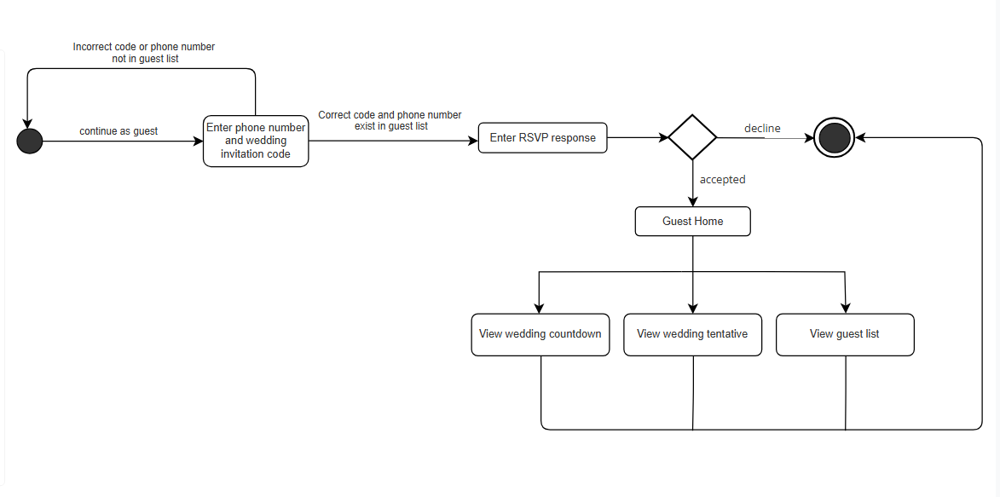 Incorrect code or phone number
not in guest list
continue as guest
Enter phone number
and wedding
invitation code
Correct code and phone number
exist in guest list
Enter RSVP response
decline
accepted
Guest Home
View wedding countdown
View wedding tentative
View guest list